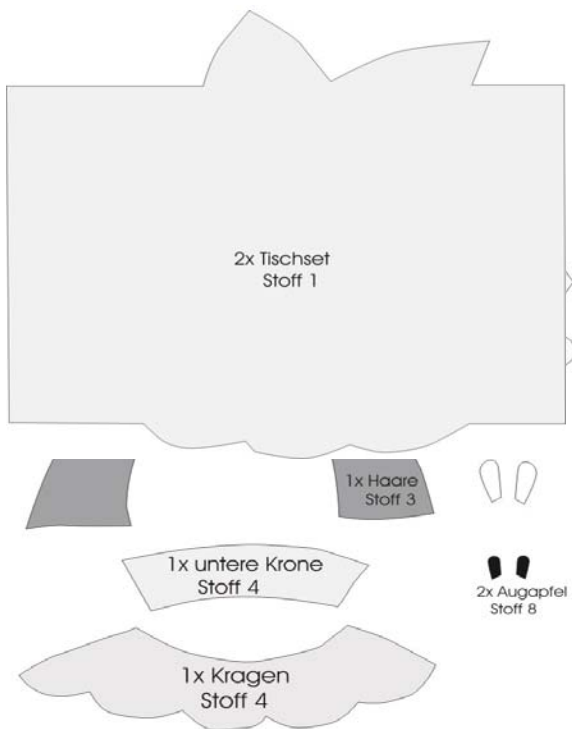 2x Tischset
Stoff 1
1x Haare
Stoff 3
1x untere Krone
Stoff 4
2x Augapfel
Stoff 8
1x Kragen
Stoff 4